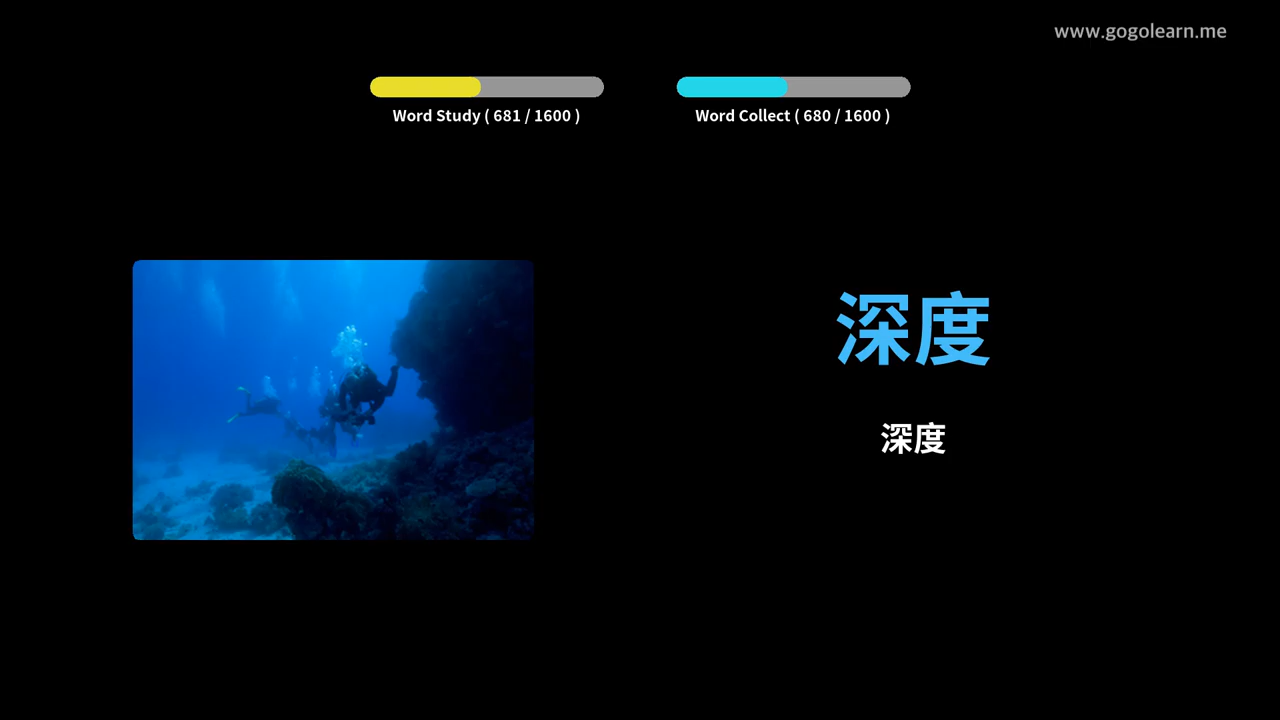 www.gogolearn.me
Word Study ( 681 / 1600 )
Word Collect ( 680 / 1600 )
深度
深度